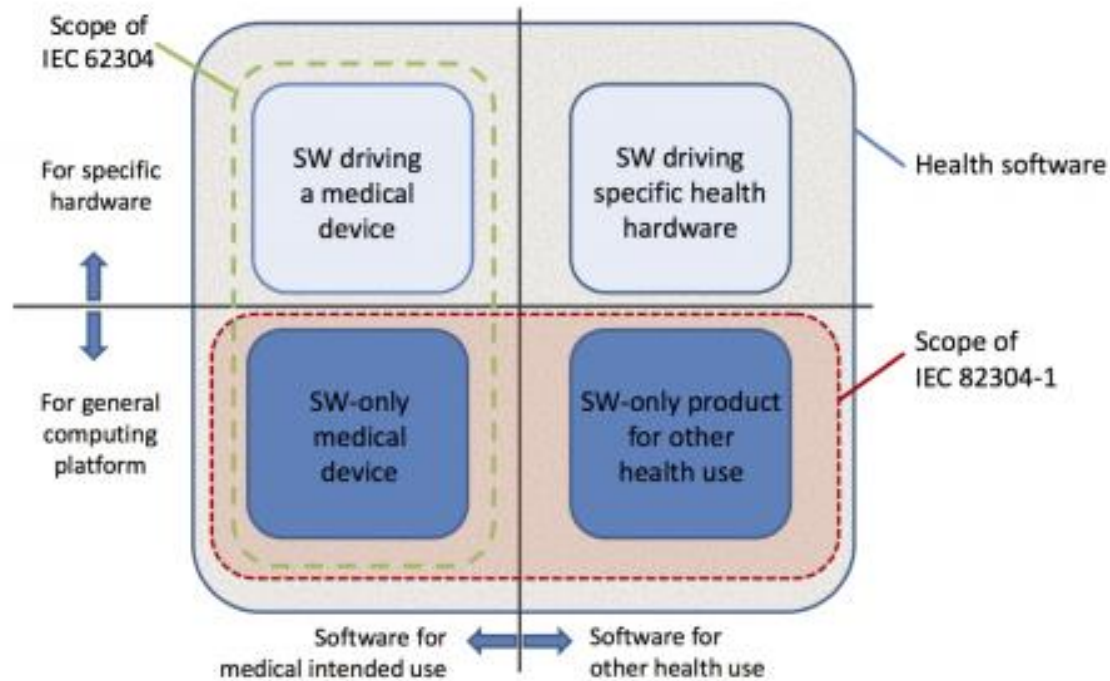 Scope of
IEC 62304
For specific
hardware
For general
computing
platform
SW driving
a medical
device
SW driving
specific health
hardware
SW-only
medical
device
SW-only product
for other
health use
Health software
Scope of
IEC 82304-1
Software for
medical intended use
Software for
other health use